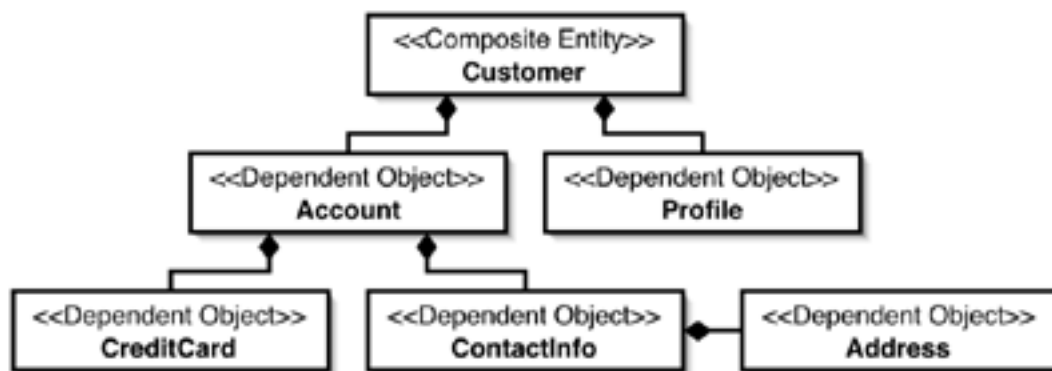 <<Composite Entity>>
Customer
<<Dependent Object>>
Account
<<Dependent Object>>
Profile
<<Dependent Object>>
CreditCard
<<Dependent Object>>
ContactInfo
<<Dependent Object>>
Address